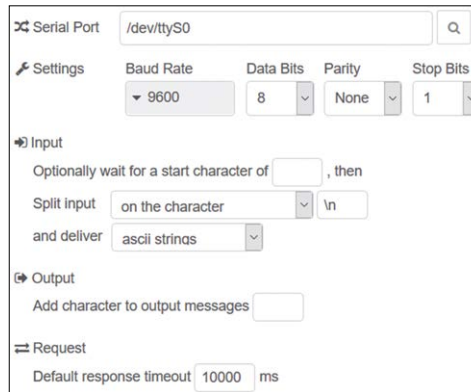 Serial Port /dev/ttyS0
Settings Baud Rate Data Bits Parity Stop Bits
9600 8 None 1
Input
Optionally wait for a start character of , then
Split input on the character \n
and deliver ascii strings
Output
Add character to output messages
Request
Default response timeout 10000 ms